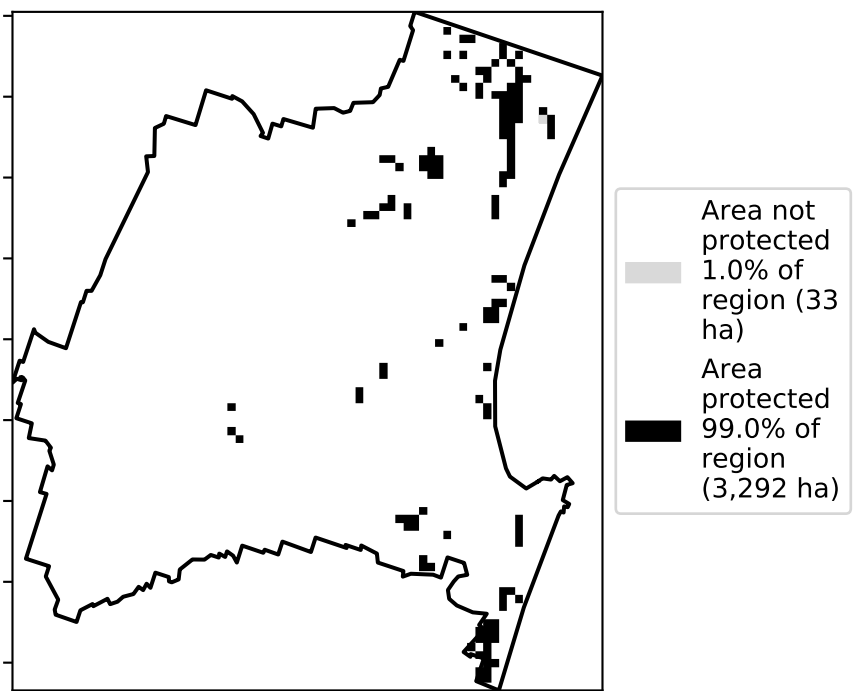 Area not
protected
1.0% of
region (33
ha)
Area
protected
99.0% of
region
(3,292 ha)